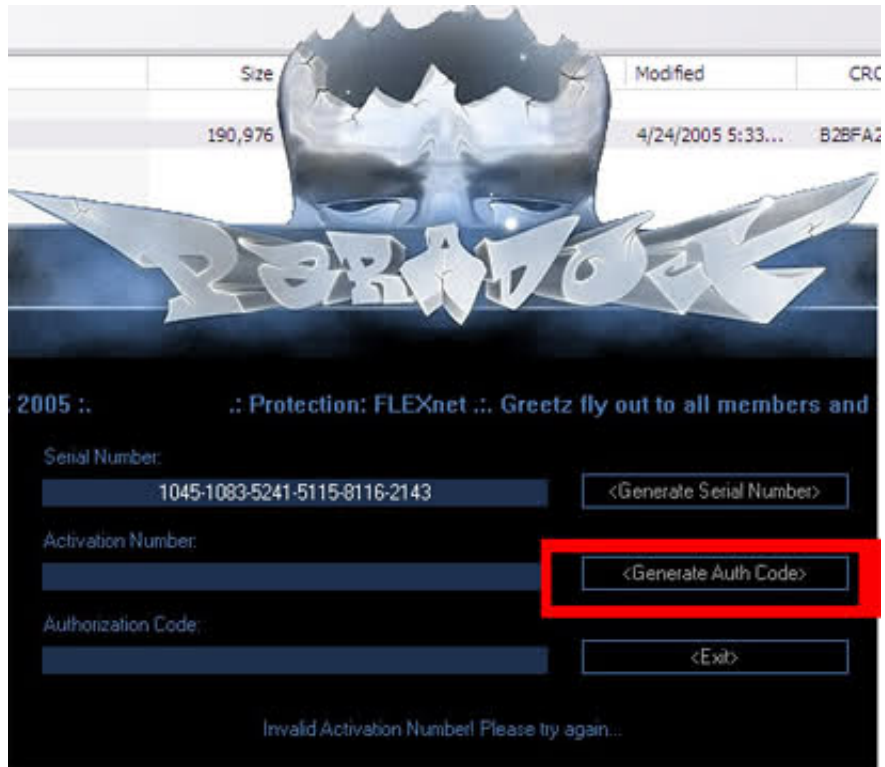 Size Modified CRC
190,976 4/24/2005 5:33... B2BFA2
PARADOX
2005 :. .: Protection: FLEXnet .:. Greetz fly out to all members and
Serial Number:
1045-1083-5241-5115-8116-2143 <Generate Serial Number>
Activation Number:
<Generate Auth Code>
Authorization Code:
<Exit>
Invalid Activation Number! Please try again...